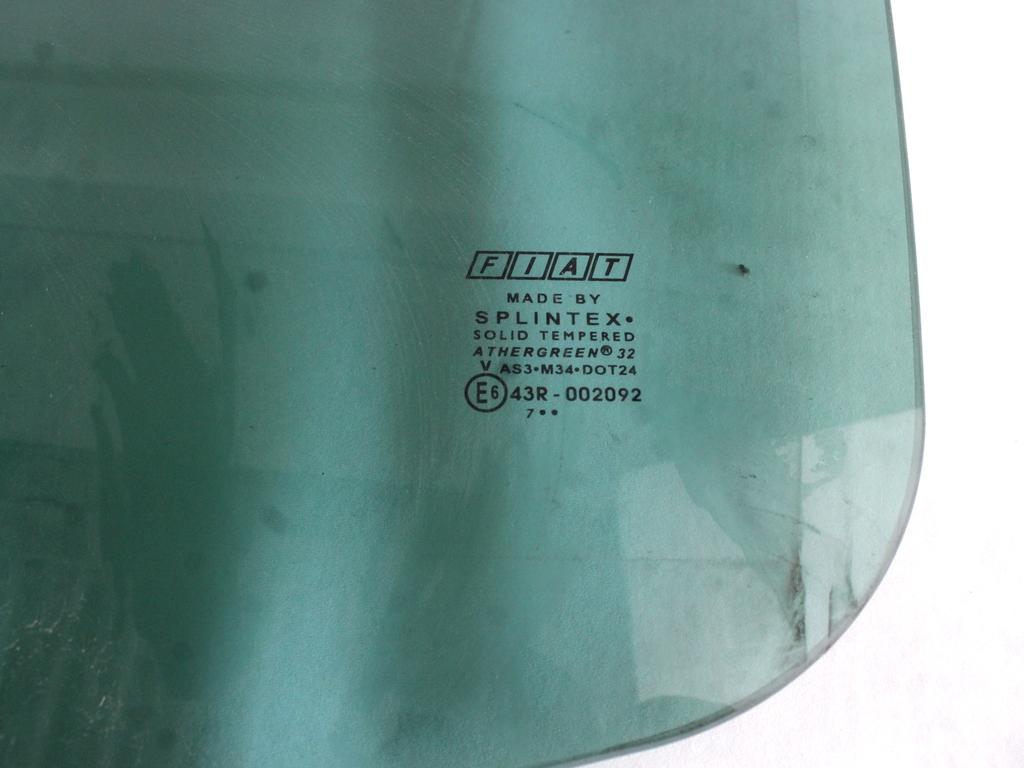 FIAT
MADE BY
SPLINTEX•
SOLID TEMPERED
ATHERGREEN® 32
V AS3•M34•DOT24
E6 43R-002092
7••